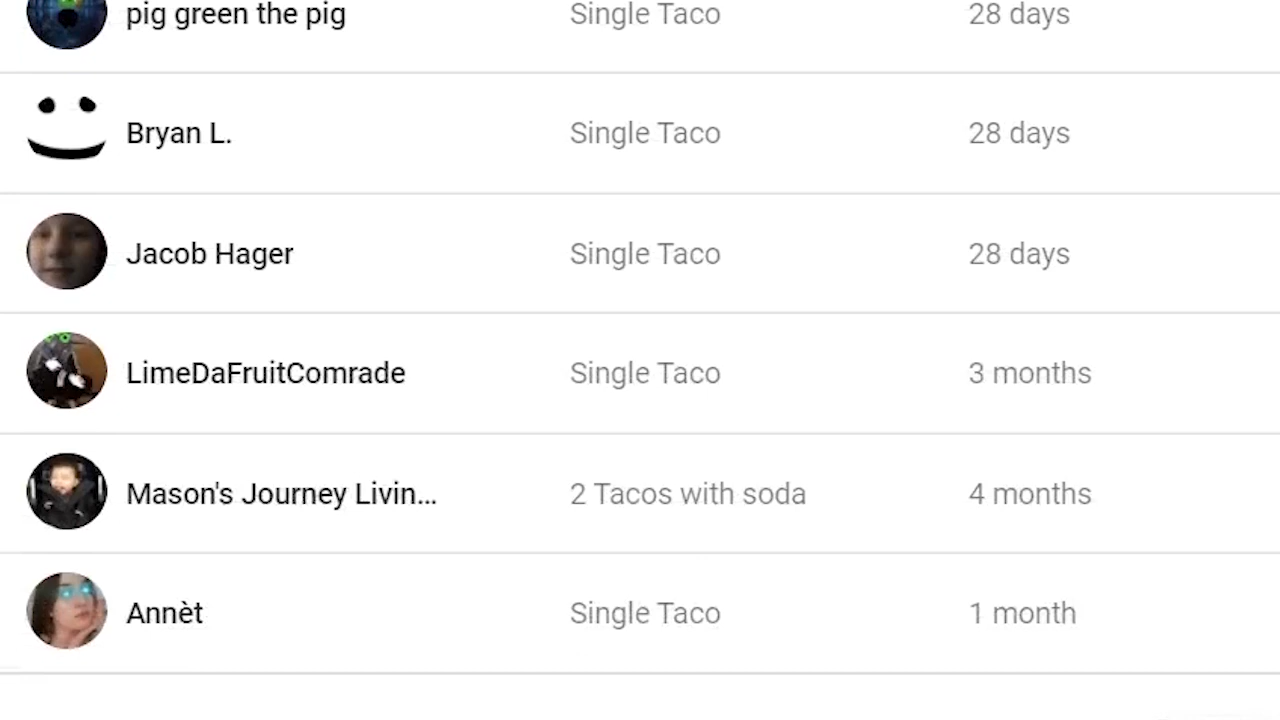 pig green the pig Single Taco 28 days
Bryan L. Single Taco 28 days
Jacob Hager Single Taco 28 days
LimeDaFruitComrade Single Taco 3 months
Mason's Journey Livin... 2 Tacos with soda 4 months
Annèt Single Taco 1 month